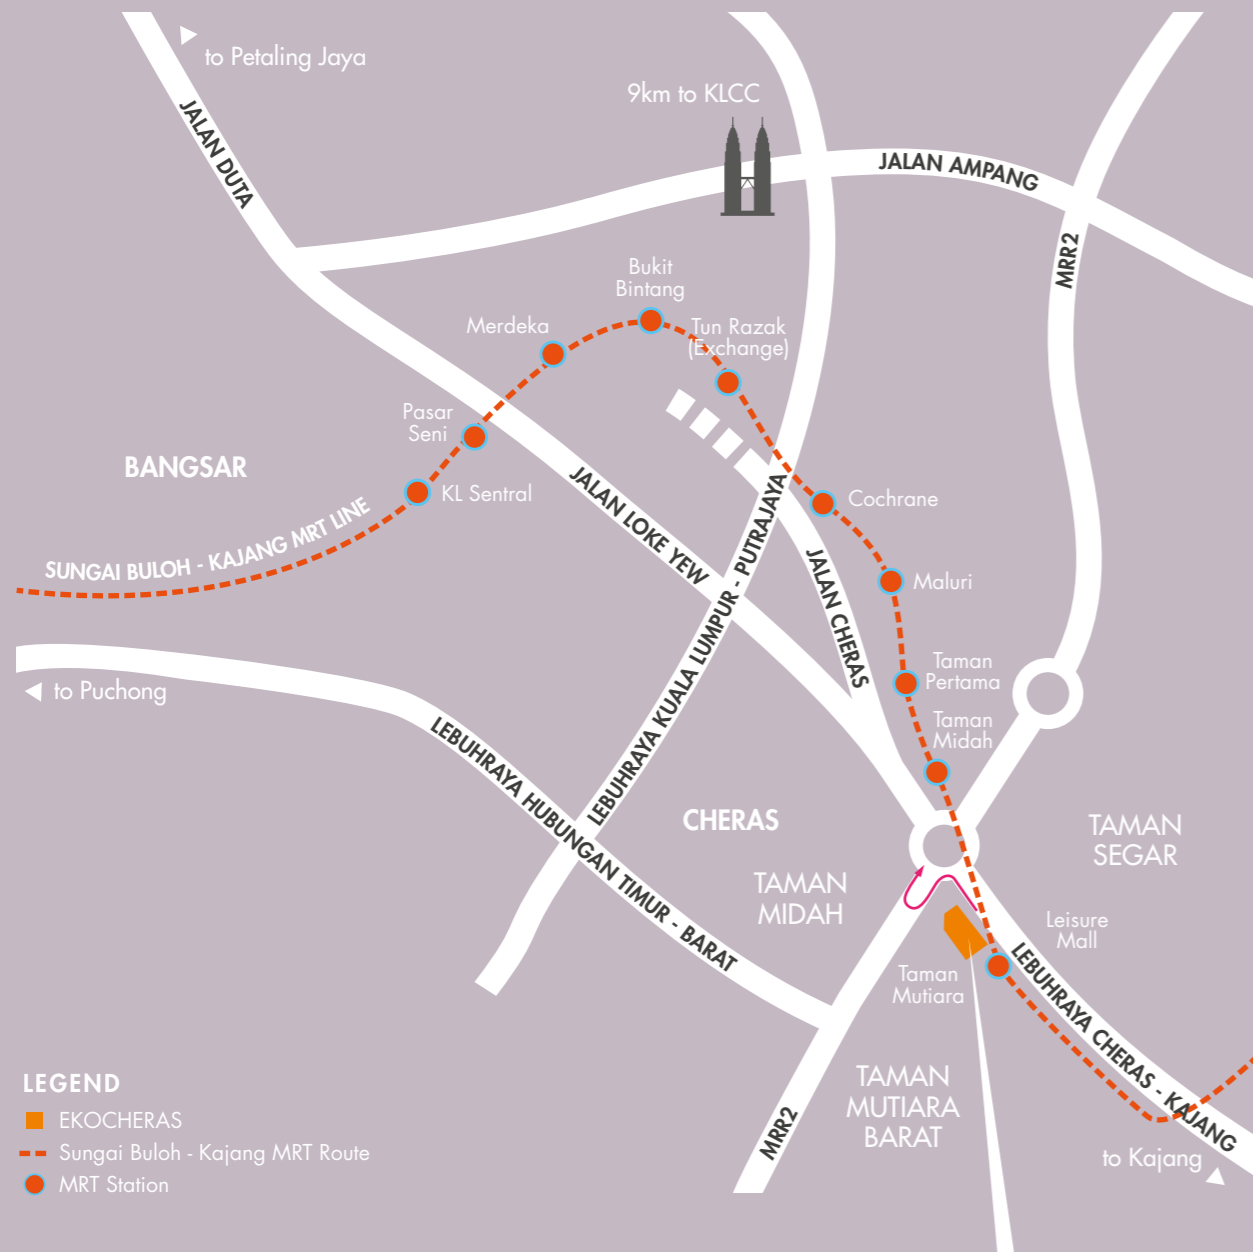 to Petaling Jaya
9km to KLCC
JALAN DUTA
JALAN AMPANG
MRR2
Bukit
Bintang
Merdeka
Tun Razak
(Exchange)
Pasar
Seni
BANGSAR
KL Sentral
Cochrane
SUNGAI BULOH - KAJANG MRT LINE
JALAN LOKE YEW
LEBUHRAYA KUALA LUMPUR - PUTRAJAYA
JALAN CHERAS
Maluri
Taman
Pertama
to Puchong
Taman
Midah
LEBUHRAYA HUBUNGAN TIMUR - BARAT
CHERAS
TAMAN
SEGAR
TAMAN
MIDAH
Leisure
Mall
Taman
Mutiara
LEBUHRAYA CHERAS - KAJANG
TAMAN
MUTIARA
BARAT
MRR2
to Kajang
LEGEND
EKOCHERAS
Sungai Buloh - Kajang MRT Route
MRT Station